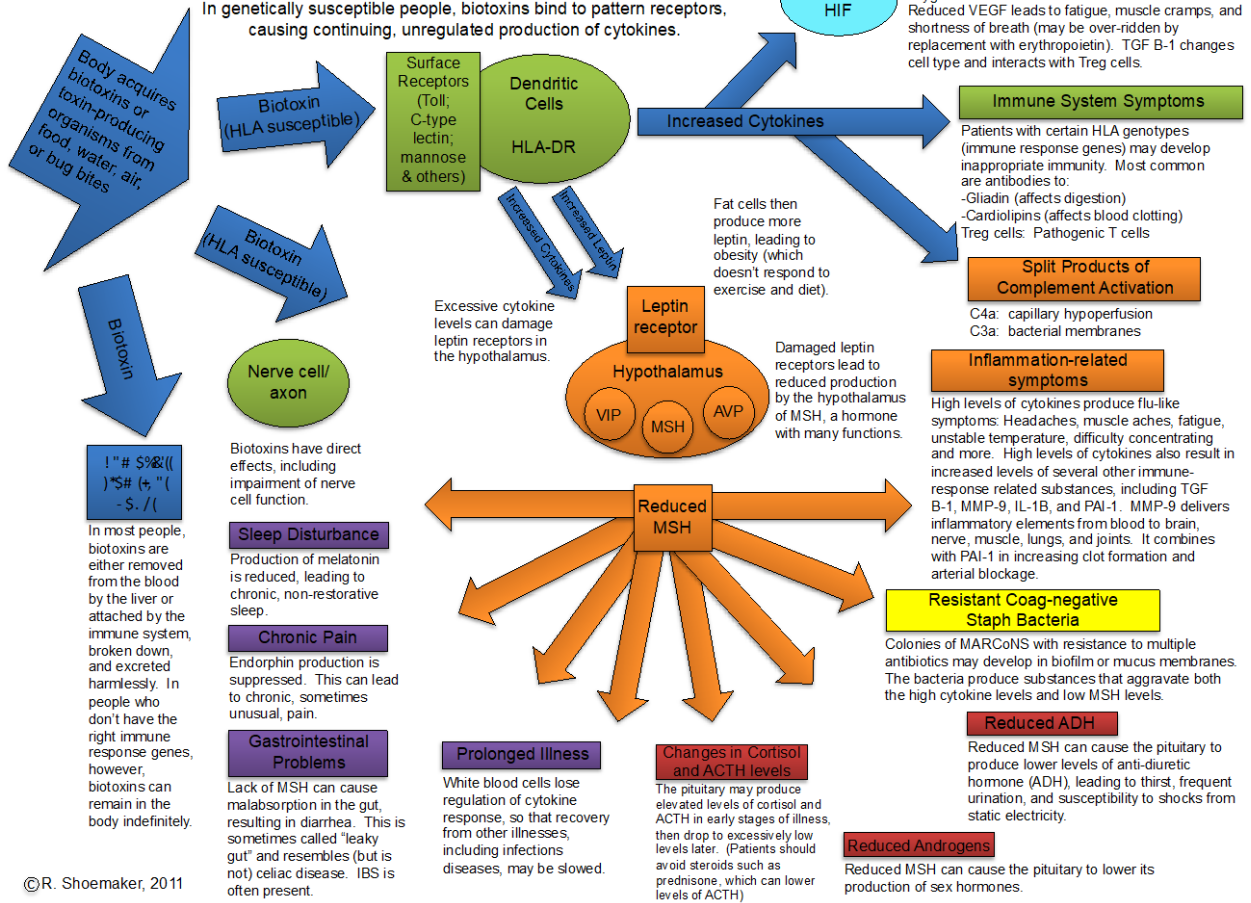 In genetically susceptible people, biotoxins bind to pattern receptors,
causing continuing, unregulated production of cytokines.
HIF
Reduced VEGF leads to fatigue, muscle cramps, and
shortness of breath (may be over-ridden by
replacement with erythropoietin). TGF B-1 changes
cell type and interacts with Treg cells.
Body acquires
biotoxins or
toxin-producing
organisms from
food, water, air,
or bug bites
Biotoxin
(HLA susceptible)
Surface
Receptors
(Toll;
C-type
lectin;
mannose
& others)
Dendritic
Cells
HLA-DR
Increased Cytokines
Immune System Symptoms
Patients with certain HLA genotypes
(immune response genes) may develop
inappropriate immunity. Most common
are antibodies to:
-Gliadin (affects digestion)
-Cardiolipins (affects blood clotting)
Treg cells: Pathogenic T cells
Biotoxin
(HLA susceptible)
Increased Cytokines
Increased Leptin
Fat cells then
produce more
leptin, leading to
obesity (which
doesn't respond to
exercise and diet).
Split Products of
Complement Activation
C4a: capillary hypoperfusion
C3a: bacterial membranes
Biotoxin
Excessive cytokine
levels can damage
leptin receptors in
the hypothalamus.
Leptin
receptor
Hypothalamus
VIP
MSH
AVP
Damaged leptin
receptors lead to
reduced production
by the hypothalamus
of MSH, a hormone
with many functions.
Inflammation-related
symptoms
High levels of cytokines produce flu-like
symptoms: Headaches, muscle aches, fatigue,
unstable temperature, difficulty concentrating
and more. High levels of cytokines also result in
increased levels of several other immune-
response related substances, including TGF
B-1, MMP-9, IL-1B, and PAI-1. MMP-9 delivers
inflammatory elements from blood to brain,
nerve, muscle, lungs, and joints. It combines
with PAI-1 in increasing clot formation and
arterial blockage.
Nerve cell/
axon
Biotoxins have direct
effects, including
impairment of nerve
cell function.
! " # $%&'((
)*$# (+, " (
- $. / (
In most people,
biotoxins are
either removed
from the blood
by the liver or
attached by the
immune system,
broken down,
and excreted
harmlessly. In
people who
don't have the
right immune
response genes,
however,
biotoxins can
remain in the
body indefinitely.
Reduced
MSH
Sleep Disturbance
Production of melatonin
is reduced, leading to
chronic, non-restorative
sleep.
Chronic Pain
Endorphin production is
suppressed. This can lead
to chronic, sometimes
unusual, pain.
Gastrointestinal
Problems
Lack of MSH can cause
malabsorption in the gut,
resulting in diarrhea. This is
sometimes called "leaky
gut" and resembles (but is
not) celiac disease. IBS is
often present.
Resistant Coag-negative
Staph Bacteria
Colonies of MARCoNS with resistance to multiple
antibiotics may develop in biofilm or mucus membranes.
The bacteria produce substances that aggravate both
the high cytokine levels and low MSH levels.
Prolonged Illness
White blood cells lose
regulation of cytokine
response, so that recovery
from other illnesses,
including infections
diseases, may be slowed.
Changes in Cortisol
and ACTH levels
The pituitary may produce
elevated levels of cortisol and
ACTH in early stages of illness,
then drop to excessively low
levels later. (Patients should
avoid steroids such as
prednisone, which can lower
levels of ACTH)
Reduced ADH
Reduced MSH can cause the pituitary to
produce lower levels of anti-diuretic
hormone (ADH), leading to thirst, frequent
urination, and susceptibility to shocks from
static electricity.
Reduced Androgens
Reduced MSH can cause the pituitary to lower its
production of sex hormones.
©R. Shoemaker, 2011